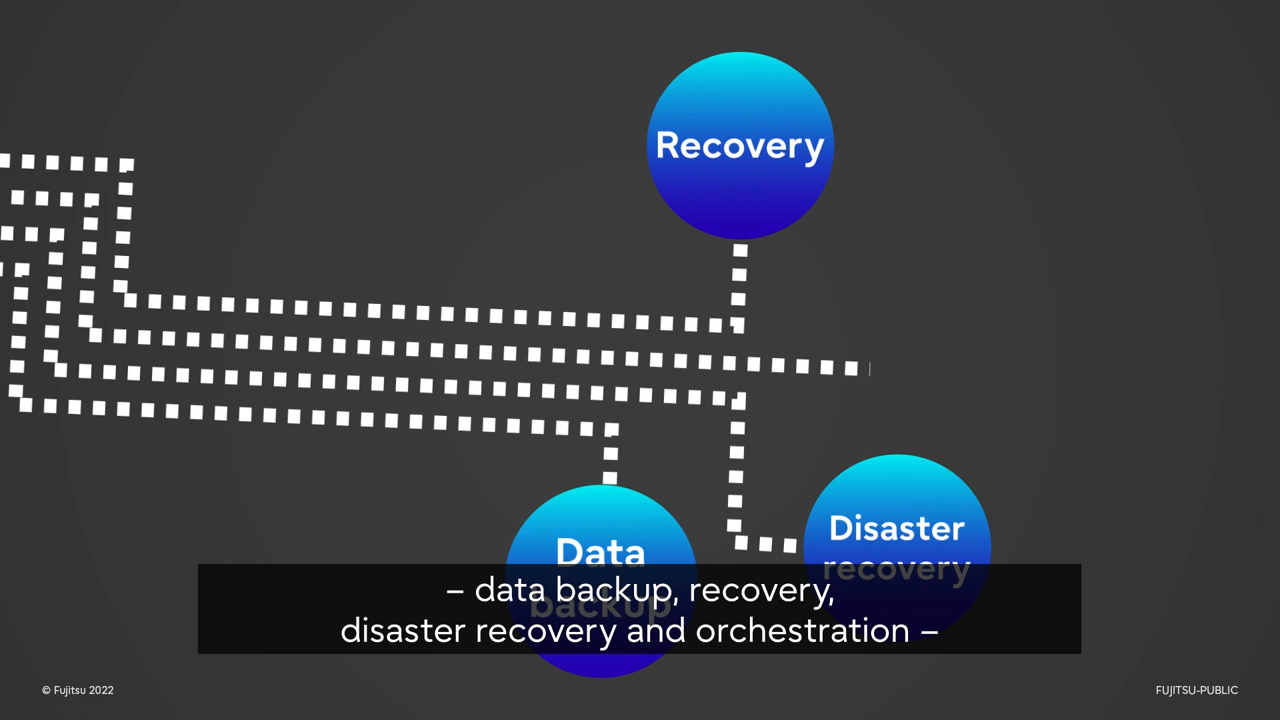 Recovery
Disaster
recovery
Data
backup
– data backup, recovery,
disaster recovery and orchestration –
© Fujitsu 2022
FUJITSU-PUBLIC